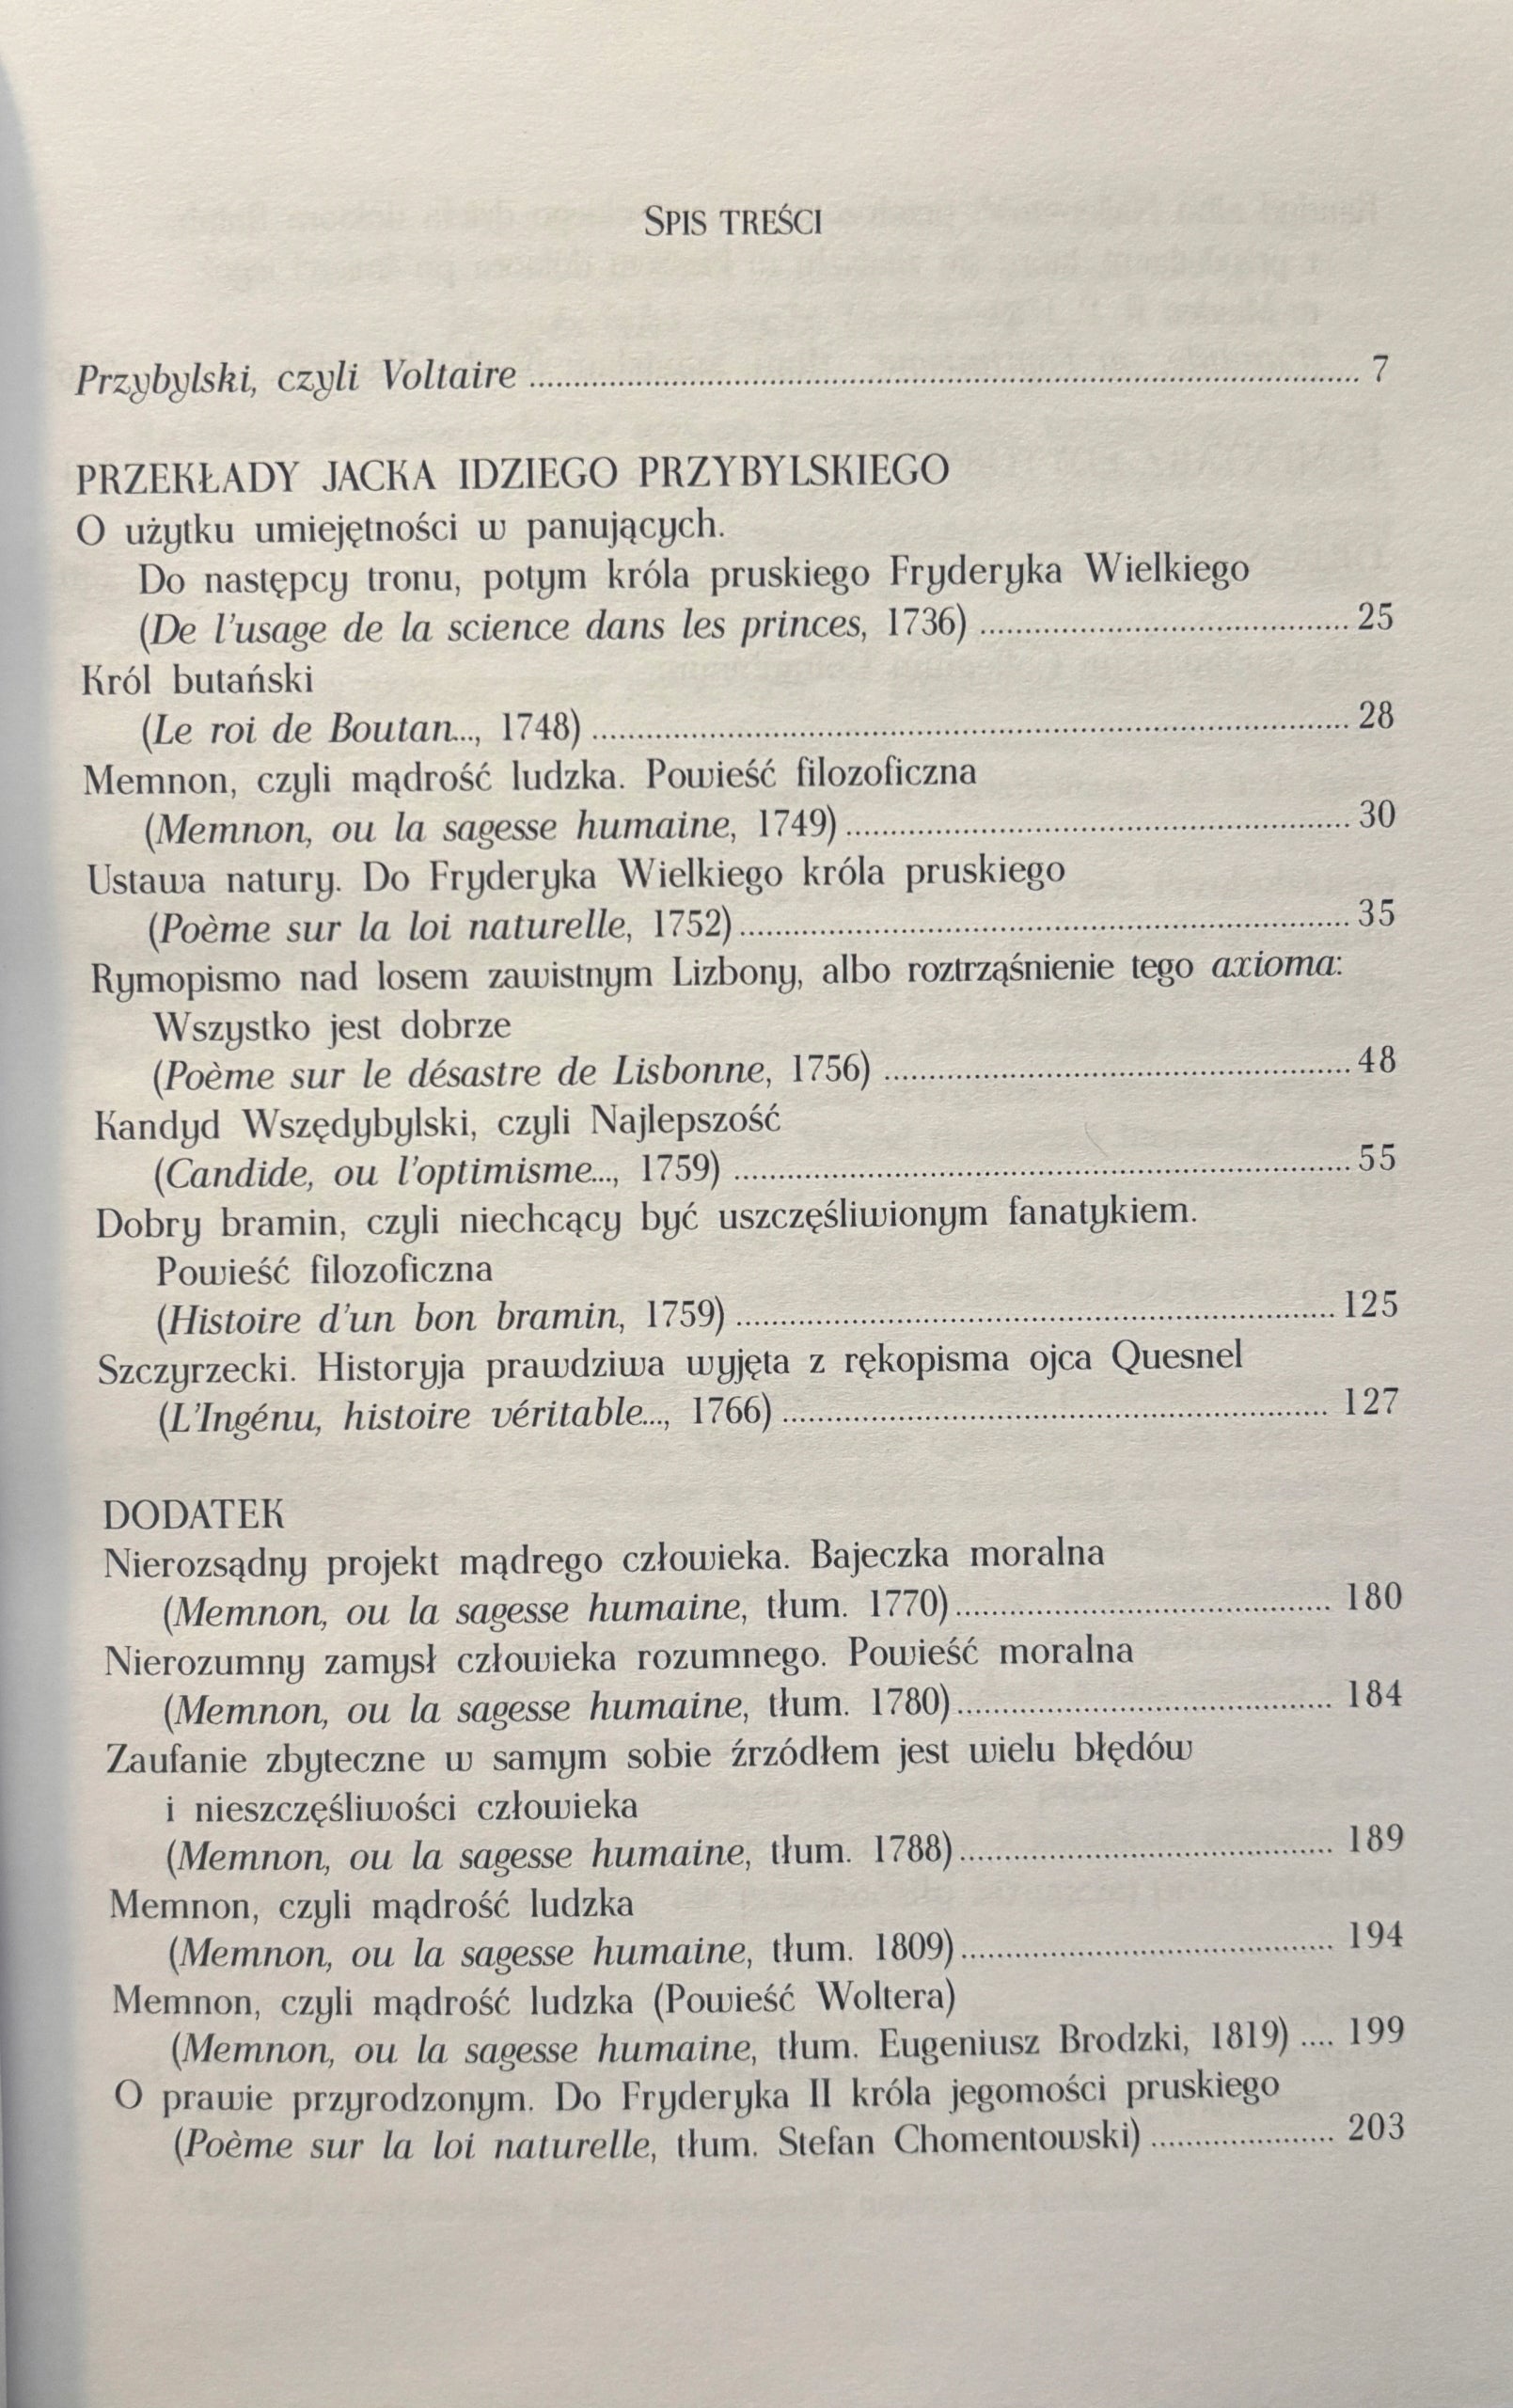 SPIS TREŚCI
Przybylski, czyli Voltaire ........ 7
PRZEKŁADY JACKA IDZIEGO PRZYBYLSKIEGO
O użytku umiejętności w panujących.
Do następcy tronu, potym króla pruskiego Fryderyka Wielkiego
(De l'usage de la science dans les princes, 1736) ........ 25
Król butański
(Le roi de Boutan..., 1748) ........ 28
Memnon, czyli mądrość ludzka. Powieść filozoficzna
(Memnon, ou la sagesse humaine, 1749) ........ 30
Ustawa natury. Do Fryderyka Wielkiego króla pruskiego
(Poème sur la loi naturelle, 1752) ........ 35
Rymopismo nad losem zawistnym Lizbony, albo roztrząśnienie tego axioma:
Wszystko jest dobrze
(Poème sur le désastre de Lisbonne, 1756) ........ 48
Kandyd Wszędybylski, czyli Najlepszość
(Candide, ou l'optimisme..., 1759) ........ 55
Dobry bramin, czyli niechcący być uszczęśliwionym fanatykiem.
Powieść filozoficzna
(Histoire d'un bon bramin, 1759) ........ 125
Szczyrzecki. Historyja prawdziwa wyjęta z rękopisma ojca Quesnel
(L'Ingénu, histoire véritable..., 1766) ........ 127
DODATEK
Nierozsądny projekt mądrego człowieka. Bajeczka moralna
(Memnon, ou la sagesse humaine, tłum. 1770) ........ 180
Nierozumny zamysł człowieka rozumnego. Powieść moralna
(Memnon, ou la sagesse humaine, tłum. 1780) ........ 184
Zaufanie zbyteczne w samym sobie źrzódłem jest wielu błędów
i nieszczęśliwości człowieka
(Memnon, ou la sagesse humaine, tłum. 1788) ........ 189
Memnon, czyli mądrość ludzka
(Memnon, ou la sagesse humaine, tłum. 1809) ........ 194
Memnon, czyli mądrość ludzka (Powieść Woltera)
(Memnon, ou la sagesse humaine, tłum. Eugeniusz Brodzki, 1819) .... 199
O prawie przyrodzonym. Do Fryderyka II króla jegomości pruskiego
(Poème sur la loi naturelle, tłum. Stefan Chomentowski) ........ 203